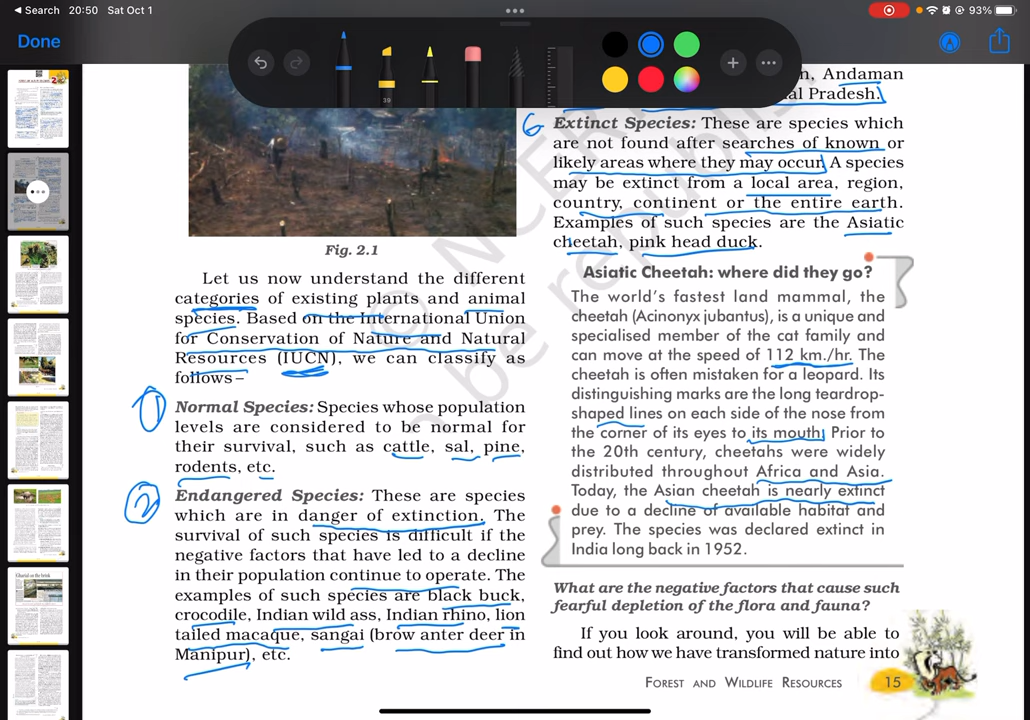 Search 20:50 Sat Oct 1
93%
Done
39
Fig. 2.1
Let us now understand the different
categories of existing plants and animal
species. Based on the International Union
for Conservation of Nature and Natural
Resources (IUCN), we can classify as
follows –
1
Normal Species: Species whose population
levels are considered to be normal for
their survival, such as cattle, sal, pine,
rodents, etc.
2
Endangered Species: These are species
which are in danger of extinction. The
survival of such species is difficult if the
negative factors that have led to a decline
in their population continue to operate. The
examples of such species are black buck,
crocodile, Indian wild ass, Indian rhino, lion
tailed macaque, sangai (brow anter deer in
Manipur), etc.
Andaman
Pradesh.
6
Extinct Species: These are species which
are not found after searches of known or
likely areas where they may occur. A species
may be extinct from a local area, region,
country, continent or the entire earth.
Examples of such species are the Asiatic
cheetah, pink head duck.
Asiatic Cheetah: where did they go?
The world's fastest land mammal, the
cheetah (Acinonyx jubantus), is a unique and
specialised member of the cat family and
can move at the speed of 112 km./hr. The
cheetah is often mistaken for a leopard. Its
distinguishing marks are the long teardrop-
shaped lines on each side of the nose from
the corner of its eyes to its mouth. Prior to
the 20th century, cheetahs were widely
distributed throughout Africa and Asia.
Today, the Asian cheetah is nearly extinct
due to a decline of available habitat and
prey. The species was declared extinct in
India long back in 1952.
What are the negative factors that cause such
fearful depletion of the flora and fauna?
If you look around, you will be able to
find out how we have transformed nature into
FOREST AND WILDLIFE RESOURCES 15